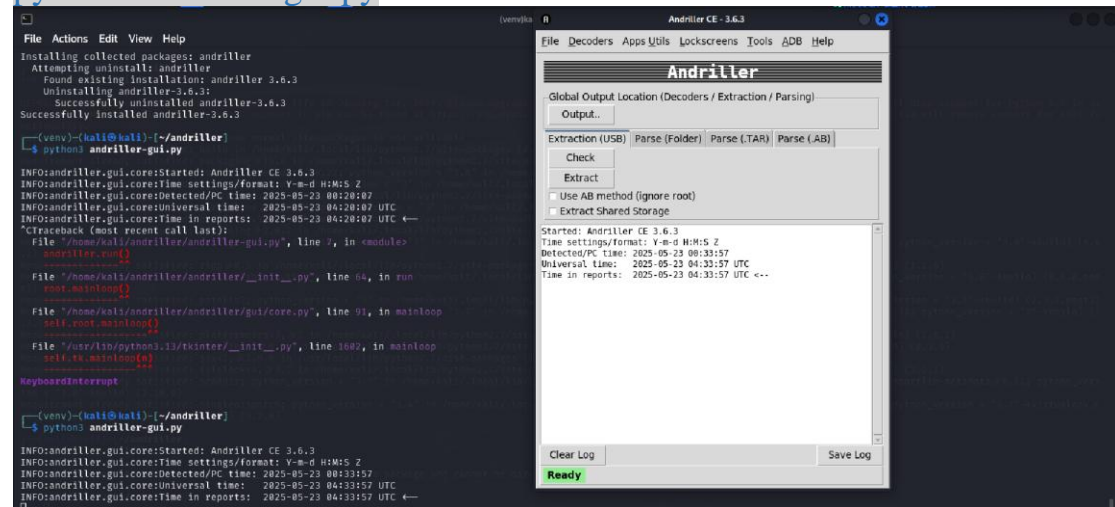 (venv)ka
File Actions Edit View Help
Installing collected packages: andriller
Attempting uninstall: andriller
Found existing installation: andriller 3.6.3
Uninstalling andriller-3.6.3:
Successfully uninstalled andriller-3.6.3
Successfully installed andriller-3.6.3
(venv)-(kali㉿kali)-[~/andriller]
$ python3 andriller-gui.py
INFO:andriller.gui.core:Started: Andriller CE 3.6.3
INFO:andriller.gui.core:Time settings/format: Y-m-d H:M:S Z
INFO:andriller.gui.core:Detected/PC time: 2025-05-23 00:20:07
INFO:andriller.gui.core:Universal time: 2025-05-23 04:20:07 UTC
INFO:andriller.gui.core:Time in reports: 2025-05-23 04:20:07 UTC ←
^CTraceback (most recent call last):
File "/home/kali/andriller/andriller-gui.py", line 7, in <module>
andriller.run()
File "/home/kali/andriller/andriller/__init__.py", line 64, in run
root.mainloop()
File "/home/kali/andriller/andriller/gui/core.py", line 91, in mainloop
self.root.mainloop()
File "/usr/lib/python3.13/tkinter/__init__.py", line 1602, in mainloop
self.tk.mainloop(n)
KeyboardInterrupt
(venv)-(kali㉿kali)-[~/andriller]
$ python3 andriller-gui.py
INFO:andriller.gui.core:Started: Andriller CE 3.6.3
INFO:andriller.gui.core:Time settings/format: Y-m-d H:M:S Z
INFO:andriller.gui.core:Detected/PC time: 2025-05-23 00:33:57
INFO:andriller.gui.core:Universal time: 2025-05-23 04:33:57 UTC
INFO:andriller.gui.core:Time in reports: 2025-05-23 04:33:57 UTC ←
Andriller CE - 3.6.3
File Decoders Apps Utils Lockscreens Tools ADB Help
Andriller
Global Output Location (Decoders / Extraction / Parsing)
Output..
Extraction (USB) Parse (Folder) Parse (.TAR) Parse (.AB)
Check
Extract
Use AB method (ignore root)
Extract Shared Storage
Started: Andriller CE 3.6.3
Time settings/format: Y-m-d H:M:S Z
Detected/PC time: 2025-05-23 00:33:57
Universal time: 2025-05-23 04:33:57 UTC
Time in reports: 2025-05-23 04:33:57 UTC <--
Clear Log Save Log
Ready